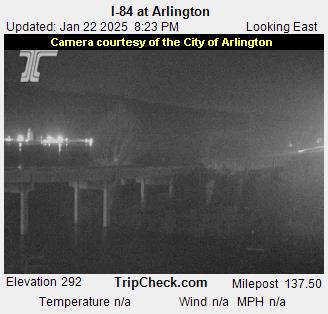 I-84 at Arlington
Updated: Jan 22 2025 8:23 PM Looking East
Camera courtesy of the City of Arlington
Elevation 292 TripCheck.com Milepost 137.50
Temperature n/a Wind n/a MPH n/a